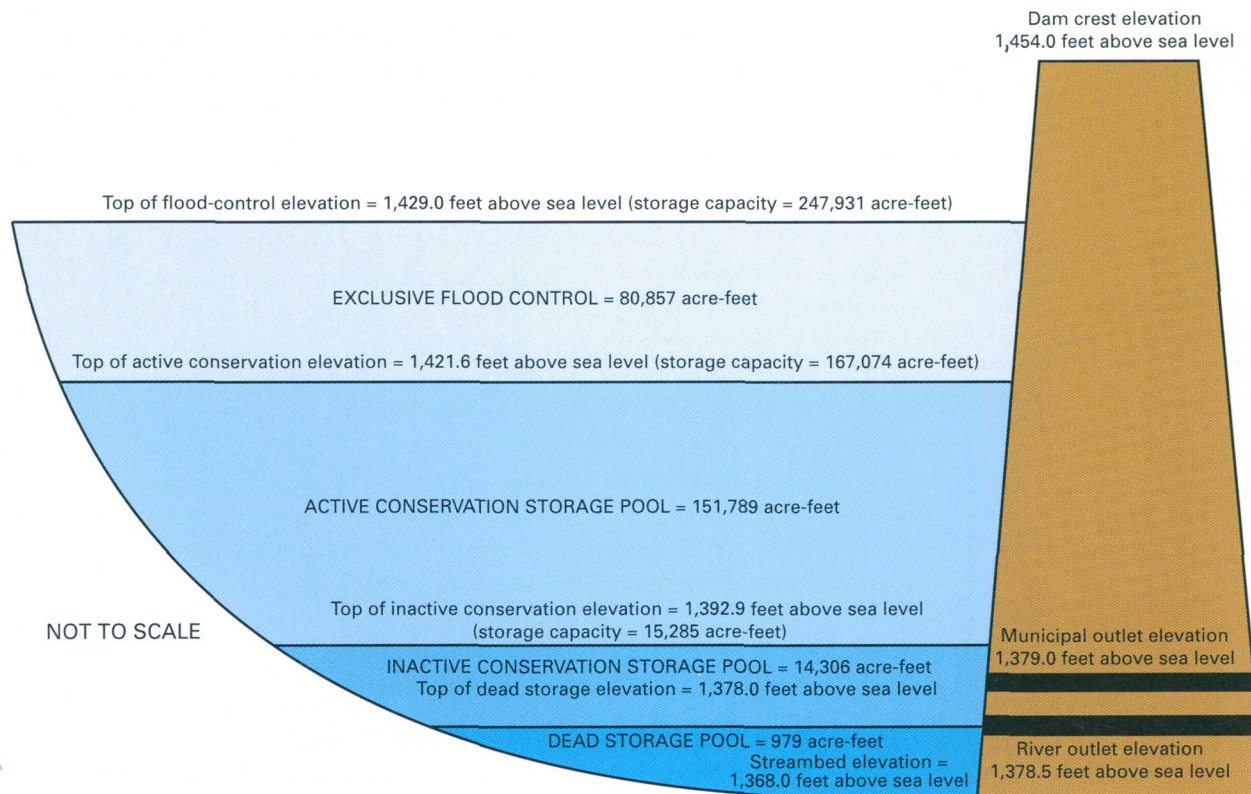 Dam crest elevation
1,454.0 feet above sea level
Top of flood-control elevation = 1,429.0 feet above sea level (storage capacity = 247,931 acre-feet)
EXCLUSIVE FLOOD CONTROL = 80,857 acre-feet
Top of active conservation elevation = 1,421.6 feet above sea level (storage capacity = 167,074 acre-feet)
ACTIVE CONSERVATION STORAGE POOL = 151,789 acre-feet
Top of inactive conservation elevation = 1,392.9 feet above sea level
(storage capacity = 15,285 acre-feet)
NOT TO SCALE
Municipal outlet elevation
1,379.0 feet above sea level
INACTIVE CONSERVATION STORAGE POOL = 14,306 acre-feet
Top of dead storage elevation = 1,378.0 feet above sea level
DEAD STORAGE POOL = 979 acre-feet
Streambed elevation =
1,368.0 feet above sea level
River outlet elevation
1,378.5 feet above sea level